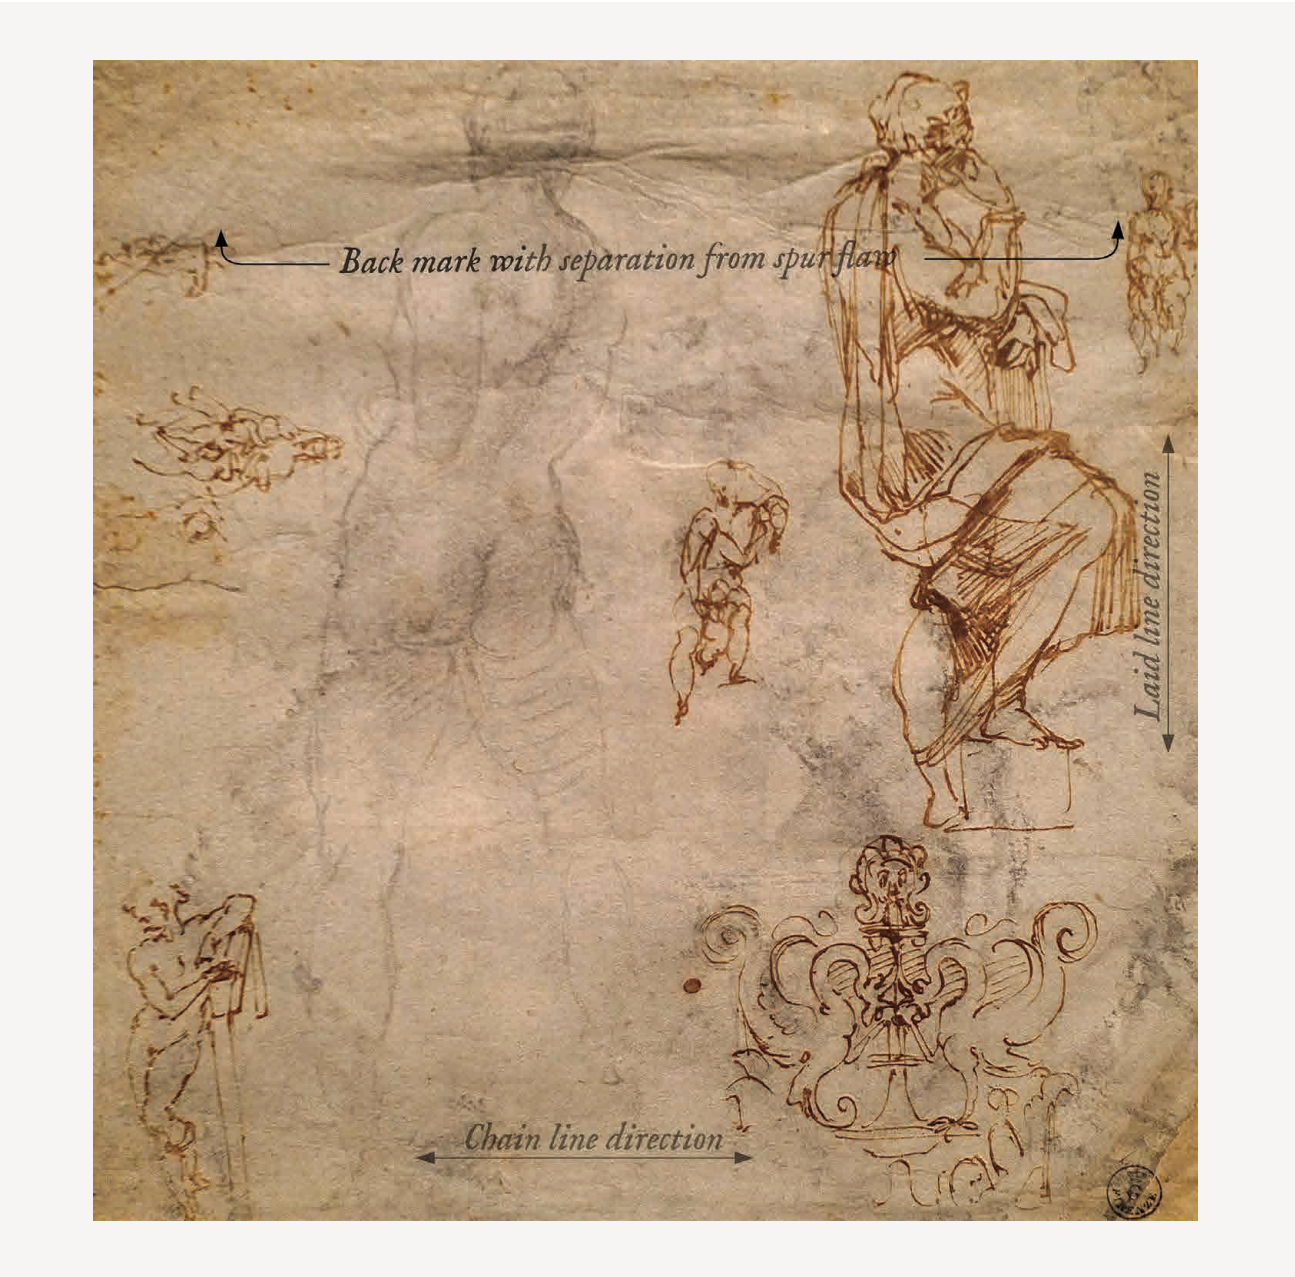 Back mark with separation from spur flaw
Laid line direction
Chain line direction